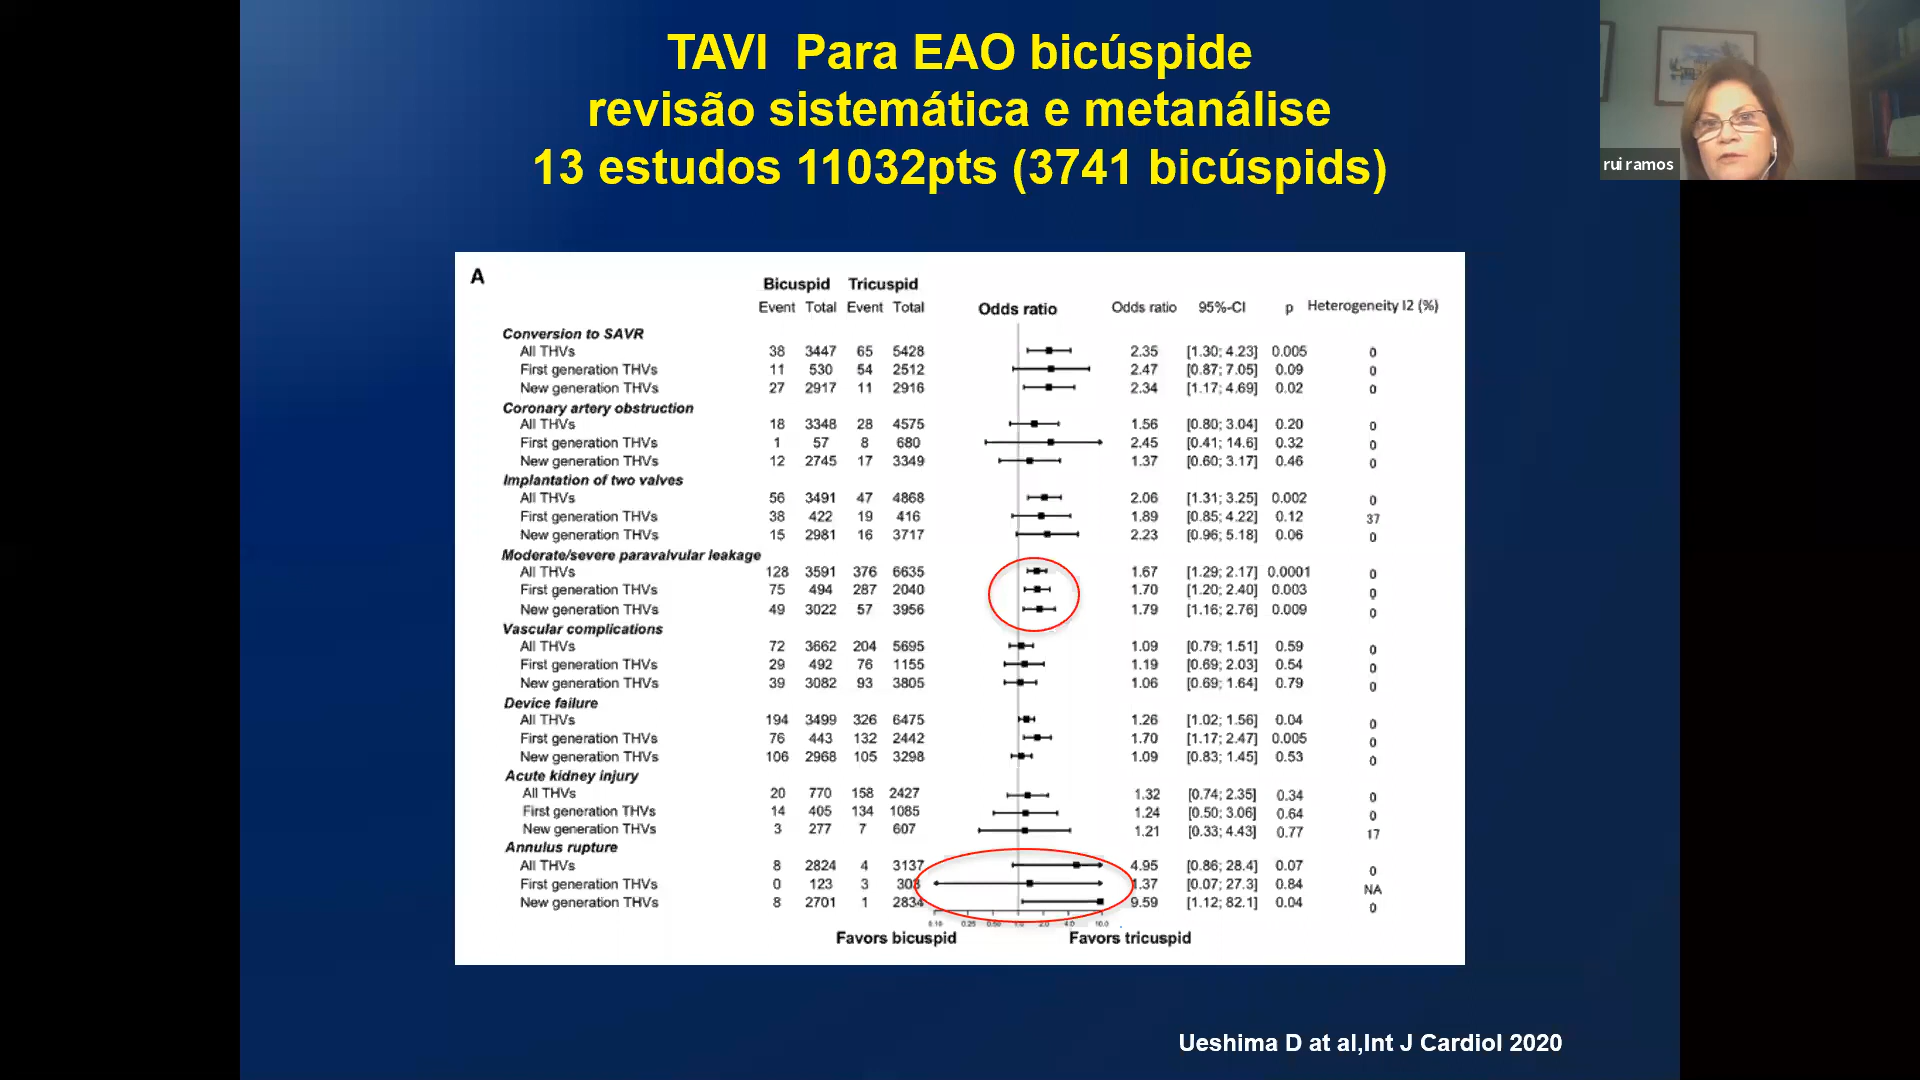 TAVI Para EAO bicúspide
revisão sistemática e metanálise
13 estudos 11032pts (3741 bicúspids)
rui ramos
A
Bicuspid Tricuspid
Event Total Event Total Odds ratio Odds ratio 95%-CI p Heterogeneity I2 (%)
Conversion to SAVR
All THVs 38 3447 65 5428 2.35 [1.30; 4.23] 0.005 0
First generation THVs 11 530 54 2512 2.47 [0.87; 7.05] 0.09 0
New generation THVs 27 2917 11 2916 2.34 [1.17; 4.69] 0.02 0
Coronary artery obstruction
All THVs 18 3348 28 4575 1.56 [0.80; 3.04] 0.20 0
First generation THVs 1 57 8 680 2.45 [0.41; 14.6] 0.32 0
New generation THVs 12 2745 17 3349 1.37 [0.60; 3.17] 0.46 0
Implantation of two valves
All THVs 56 3491 47 4868 2.06 [1.31; 3.25] 0.002 0
First generation THVs 38 422 19 416 1.89 [0.85; 4.22] 0.12 37
New generation THVs 15 2981 16 3717 2.23 [0.96; 5.18] 0.06 0
Moderate/severe paravalvular leakage
All THVs 128 3591 376 6635 1.67 [1.29; 2.17] 0.0001 0
First generation THVs 75 494 287 2040 1.70 [1.20; 2.40] 0.003 0
New generation THVs 49 3022 57 3956 1.79 [1.16; 2.76] 0.009 0
Vascular complications
All THVs 72 3662 204 5695 1.09 [0.79; 1.51] 0.59 0
First generation THVs 29 492 76 1155 1.19 [0.69; 2.03] 0.54 0
New generation THVs 39 3082 93 3805 1.06 [0.69; 1.64] 0.79 0
Device failure
All THVs 194 3499 326 6475 1.26 [1.02; 1.56] 0.04 0
First generation THVs 76 443 132 2442 1.70 [1.17; 2.47] 0.005 0
New generation THVs 106 2968 105 3298 1.09 [0.83; 1.45] 0.53 0
Acute kidney injury
All THVs 20 770 158 2427 1.32 [0.74; 2.35] 0.34 0
First generation THVs 14 405 134 1085 1.24 [0.50; 3.06] 0.64 0
New generation THVs 3 277 7 607 1.21 [0.33; 4.43] 0.77 17
Annulus rupture
All THVs 8 2824 4 3137 4.95 [0.86; 28.4] 0.07 0
First generation THVs 0 123 3 303 1.37 [0.07; 27.3] 0.84 NA
New generation THVs 8 2701 1 2834 9.59 [1.12; 82.1] 0.04 0
0.10 0.25 0.50 1.0 2.0 4.0 10.0
Favors bicuspid Favors tricuspid
Ueshima D at al,Int J Cardiol 2020